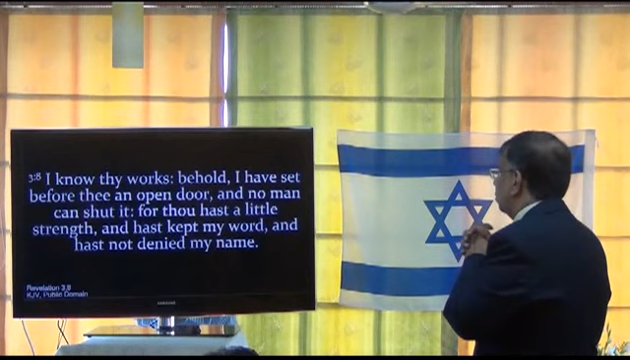 3:8 I know thy works: behold, I have set
before thee an open door, and no man
can shut it: for thou hast a little
strength, and hast kept my word, and
hast not denied my name.
Revelation 3,8
KJV, Public Domain
SAMSUNG